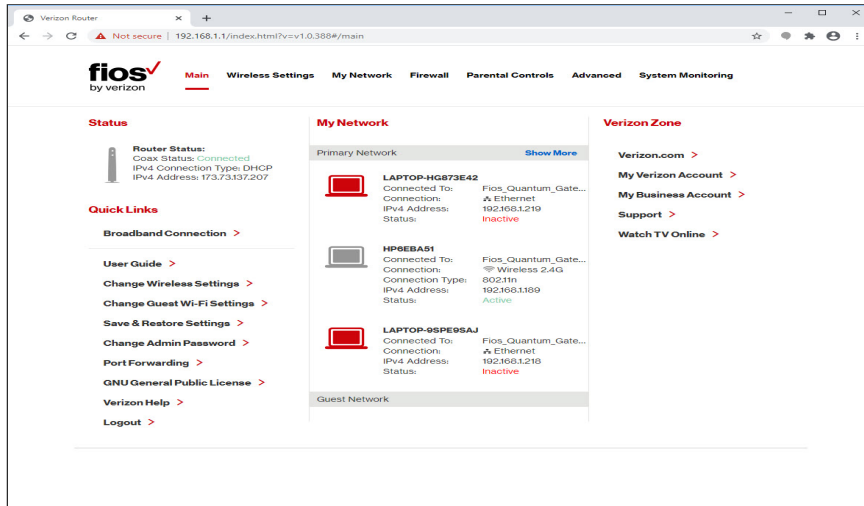 Verizon Router
Not secure | 192.168.1.1/index.html?v=v1.0.388#/main
fios
by verizon
Main Wireless Settings My Network Firewall Parental Controls Advanced System Monitoring
Status
Router Status:
Coax Status: Connected
IPv4 Connection Type: DHCP
IPv4 Address: 173.73.137.207
Quick Links
Broadband Connection >
User Guide >
Change Wireless Settings >
Change Guest Wi-Fi Settings >
Save & Restore Settings >
Change Admin Password >
Port Forwarding >
GNU General Public License >
Verizon Help >
Logout >
My Network
Primary Network Show More
LAPTOP-HG873E42
Connected To: Fios_Quantum_Gate...
Connection: Ethernet
IPv4 Address: 192.168.1.219
Status: Inactive
HP6EBA51
Connected To: Fios_Quantum_Gate...
Connection: Wireless 2.4G
Connection Type: 802.11n
IPv4 Address: 192.168.1.189
Status: Active
LAPTOP-9SPE9SAJ
Connected To: Fios_Quantum_Gate...
Connection: Ethernet
IPv4 Address: 192.168.1.218
Status: Inactive
Guest Network
Verizon Zone
Verizon.com >
My Verizon Account >
My Business Account >
Support >
Watch TV Online >